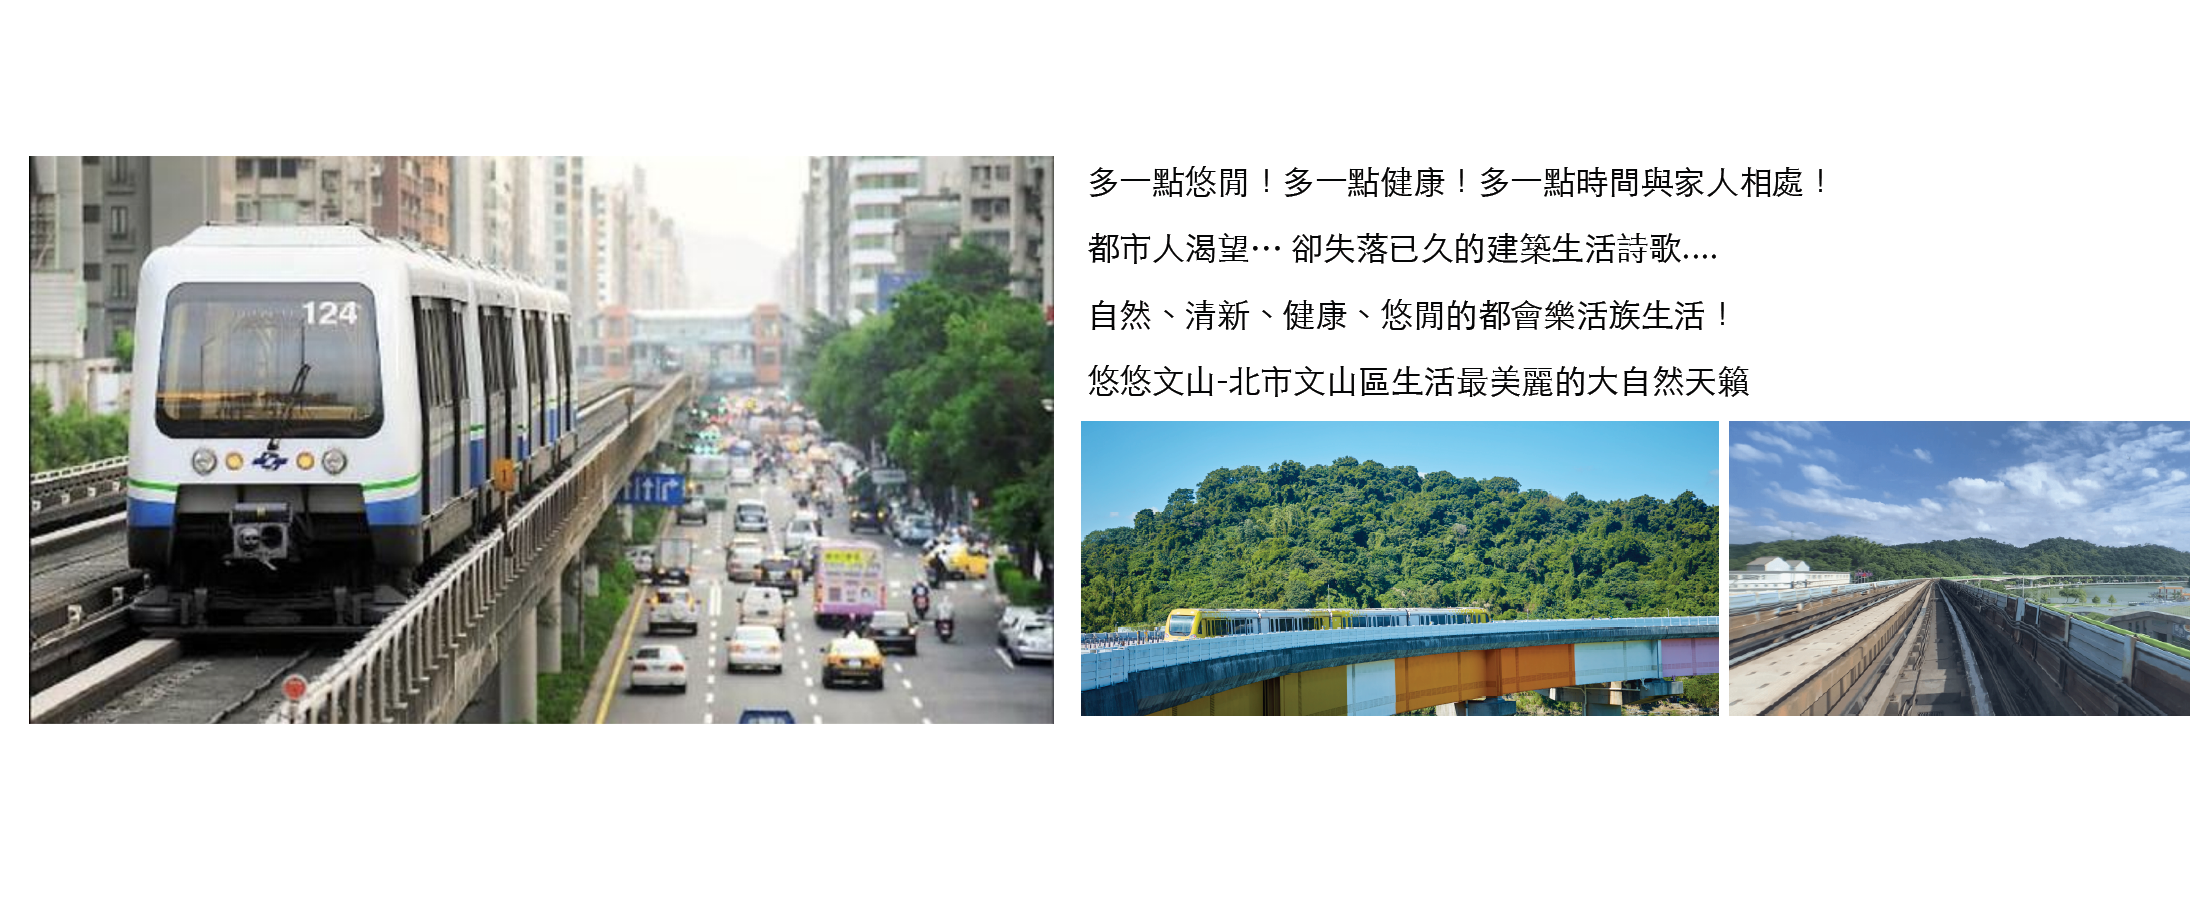 124
多一點悠閒！多一點健康！多一點時間與家人相處！
都市人渴望… 卻失落已久的建築生活詩歌....
自然、清新、健康、悠閒的都會樂活族生活！
悠悠文山-北市文山區生活最美麗的大自然天籟